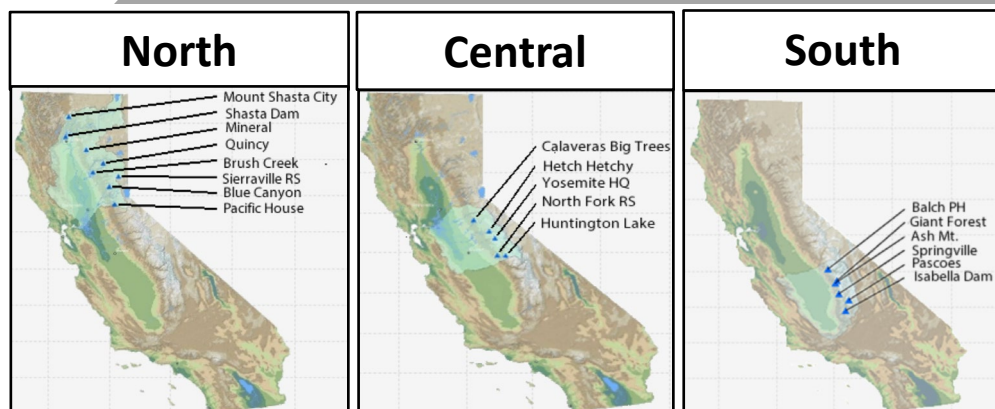 North
Mount Shasta City
Shasta Dam
Mineral
Quincy
Brush Creek
Sierraville RS
Blue Canyon
Pacific House
Central
Calaveras Big Trees
Hetch Hetchy
Yosemite HQ
North Fork RS
Huntington Lake
South
Balch PH
Giant Forest
Ash Mt.
Springville
Pascoes
Isabella Dam